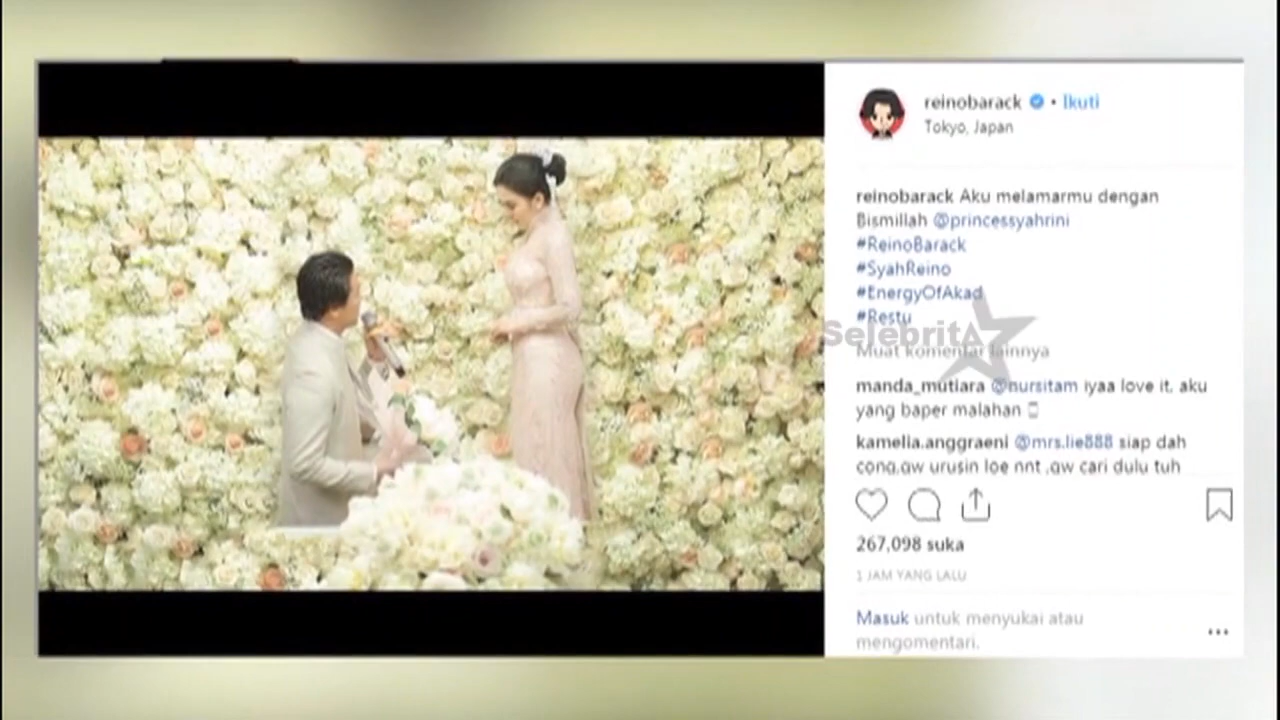 reinobarack • Ikuti
Tokyo, Japan
reinobarack Aku melamarmu dengan
Bismillah @princessyahrini
#ReinoBarack
#SyahReino
#EnergyOfAkad
#Restu
SelebritA
Muat komentar lainnya
manda_mutiara @nursitam iyaa love it. aku
yang baper malahan
kamelia.anggraeni @mrs.lie888 siap dah
cong.gw urusin loe nnt .gw cari dulu tuh
267,098 suka
1 JAM YANG LALU
Masuk untuk menyukai atau
mengomentari.